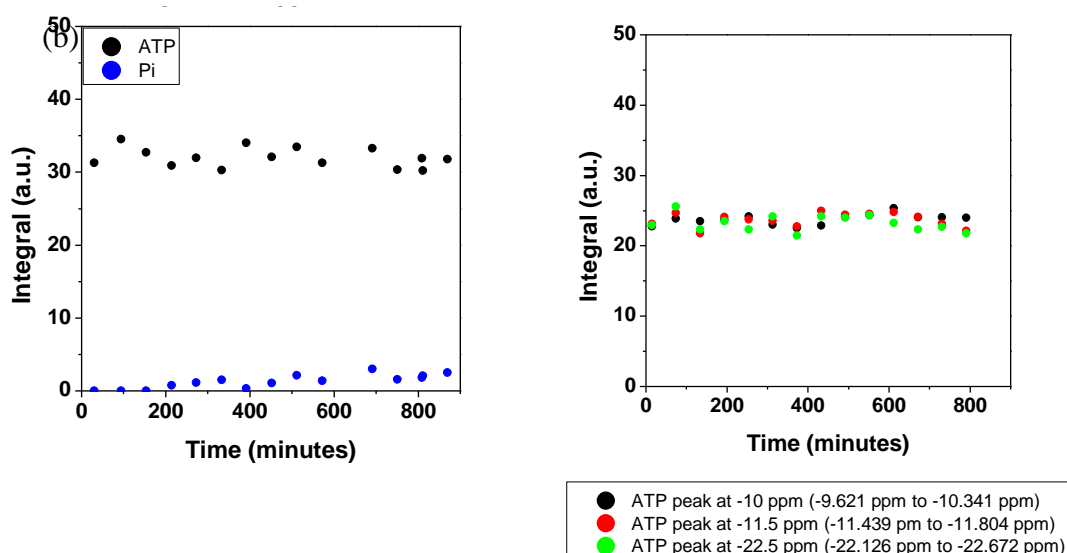 (b)
50
40
30
20
10
0
ATP
Pi
Integral (a.u.)
0 200 400 600 800
Time (minutes)
50
40
30
20
10
0
Integral (a.u.)
0 200 400 600 800
Time (minutes)
ATP peak at -10 ppm (-9.621 ppm to -10.341 ppm)
ATP peak at -11.5 ppm (-11.439 pm to -11.804 ppm)
ATP peak at -22.5 ppm (-22.126 ppm to -22.672 ppm)